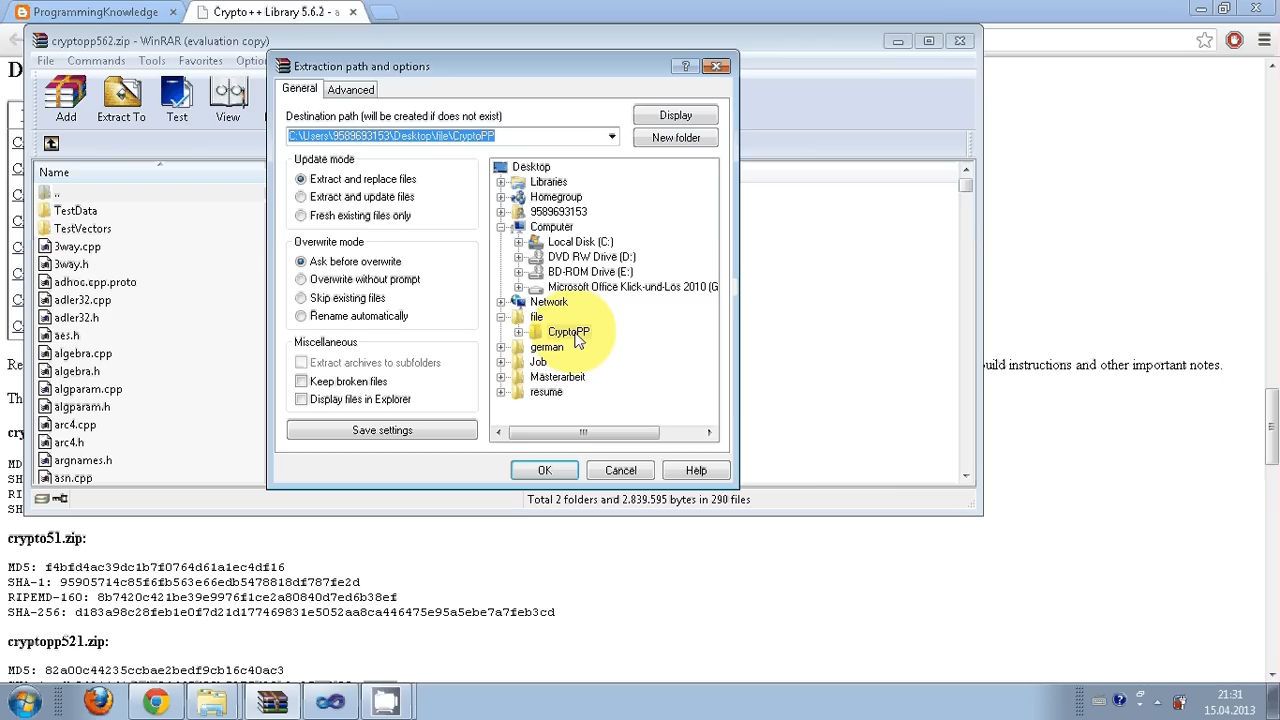 ProgrammingKnowledge
Crypto++ Library 5.6.2 - a
cryptopp562.zip - WinRAR (evaluation copy)
File Commands Tools Favorites Option
Add
Extract To
Test
View
Name
..
TestData
TestVectors
3way.cpp
3way.h
adhoc.cpp.proto
adler32.cpp
adler32.h
aes.h
algebra.cpp
algebra.h
algparam.cpp
algparam.h
arc4.cpp
arc4.h
argnames.h
asn.cpp
Total 2 folders and 2.839.595 bytes in 290 files
Extraction path and options
General
Advanced
Destination path (will be created if does not exist)
C:\Users\9589693153\Desktop\file\CryptoPP
Display
New folder
Update mode
Extract and replace files
Extract and update files
Fresh existing files only
Overwrite mode
Ask before overwrite
Overwrite without prompt
Skip existing files
Rename automatically
Miscellaneous
Extract archives to subfolders
Keep broken files
Display files in Explorer
Save settings
Desktop
Libraries
Homegroup
9589693153
Computer
Local Disk (C:)
DVD RW Drive (D:)
BD-ROM Drive (E:)
Microsoft Office Klick-und-Los 2010 (G
Network
file
CryptoPP
german
Job
Masterarbeit
resume
OK
Cancel
Help
uild instructions and other important notes.
crypto51.zip:
MD5: f4bfd4ac39dc1b7f0764d61a1ec4df16
SHA-1: 95905714c85f6fb563e66edb5478818df787fe2d
RIPEMD-160: 8b7420c421be39e9976f1ce2a80840d7ed6b38ef
SHA-256: d183a98c28feb1e0f7d21d177469831e5052aa8ca446475e95a5ebe7a7feb3cd
cryptopp521.zip:
MD5: 82a00c44235ccbae2bedf9cb16c40ac3
21:31
15.04.2013